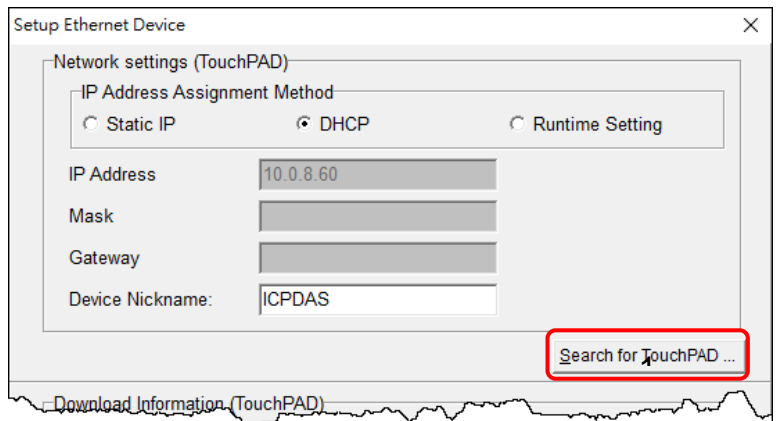 Setup Ethernet Device
Network settings (TouchPAD)
IP Address Assignment Method
Static IP DHCP Runtime Setting
IP Address 10.0.8.60
Mask
Gateway
Device Nickname: ICPDAS
Search for TouchPAD ...
Download Information (TouchPAD)